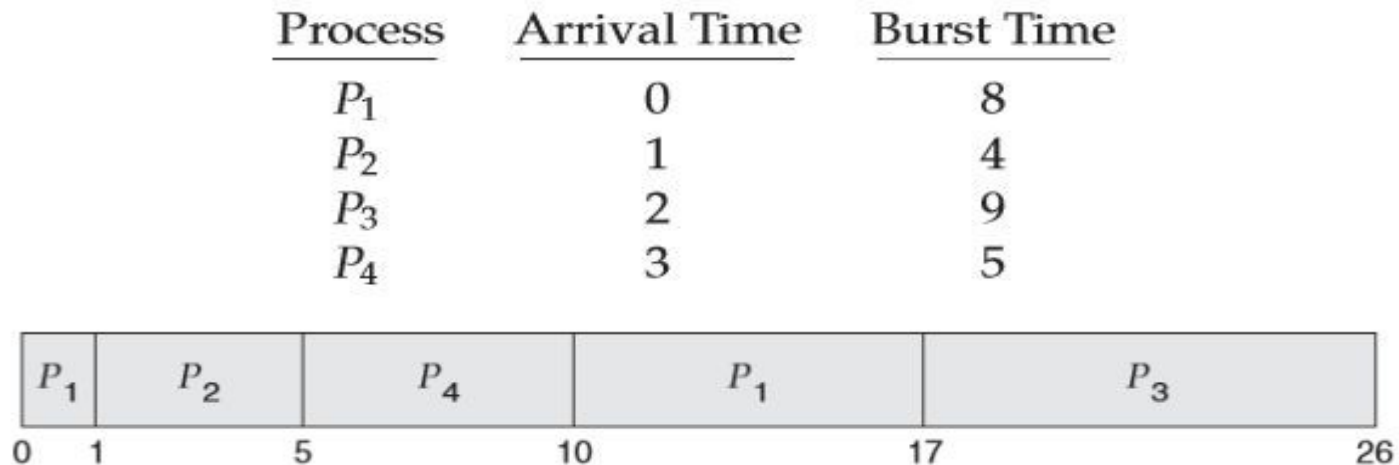 Process Arrival Time Burst Time
P₁ 0 8
P₂ 1 4
P₃ 2 9
P₄ 3 5
P₁ P₂ P₄ P₁ P₃
0 1 5 10 17 26